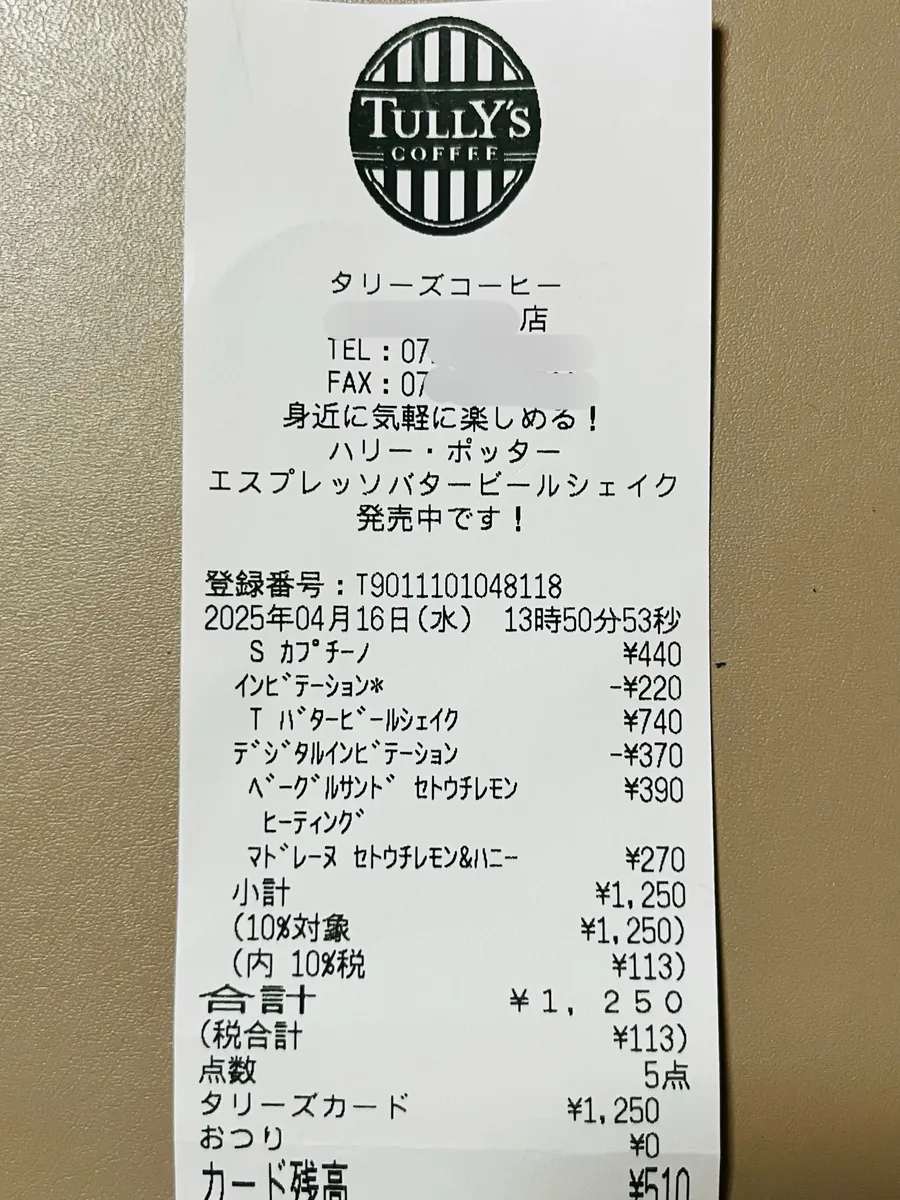 TULLY'S
COFFEE
タリーズコーヒー
店
TEL：07
FAX：07
身近に気軽に楽しめる！
ハリー・ポッター
エスプレッソバタービールシェイク
発売中です！
登録番号：T9011101048118
2025年04月16日(水) 13時50分53秒
S ｶﾌﾟﾁｰﾉ ¥440
ｲﾝﾋﾞﾃｰｼｮﾝ* -¥220
T ﾊﾞﾀｰﾋﾞｰﾙｼｪｲｸ ¥740
ﾃﾞｼﾞﾀﾙｲﾝﾋﾞﾃｰｼｮﾝ -¥370
ﾍﾞｰｸﾞﾙｻﾝﾄﾞ ｾﾄｳﾁﾚﾓﾝ ¥390
ﾋｰﾃｨﾝｸﾞ
ﾏﾄﾞﾚｰﾇ ｾﾄｳﾁﾚﾓﾝ&ﾊﾆｰ ¥270
小計 ¥1,250
(10%対象 ¥1,250)
(内 10%税 ¥113)
合計 ¥1,250
(税合計 ¥113)
点数 5点
タリーズカード ¥1,250
おつり ¥0
カード残高 ¥510